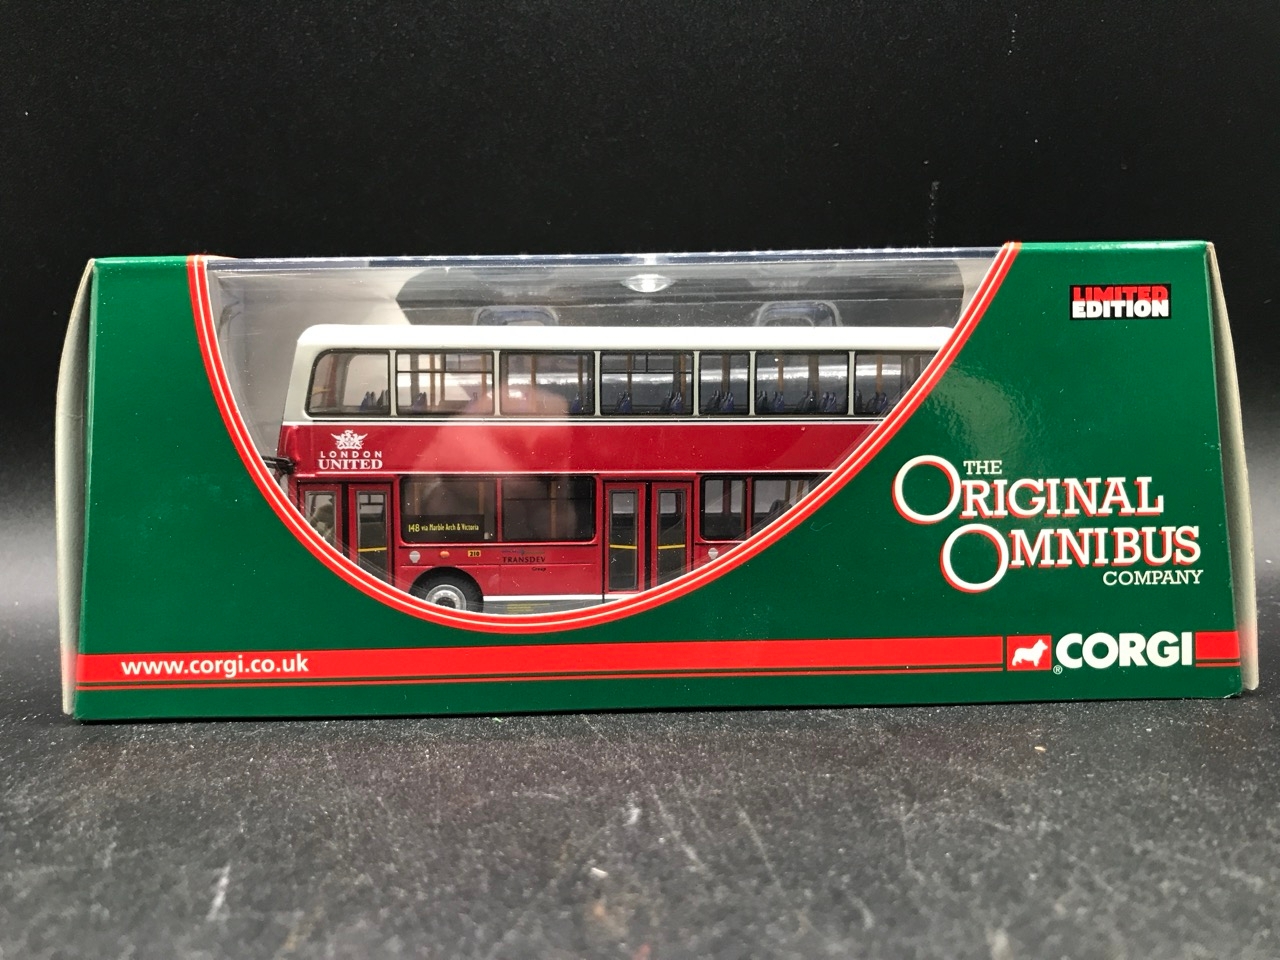 LIMITED
EDITION
LONDON
UNITED
148 via Marble Arch & Victoria
TRANSDEV
THE
ORIGINAL
OMNIBUS
COMPANY
www.corgi.co.uk
® CORGI